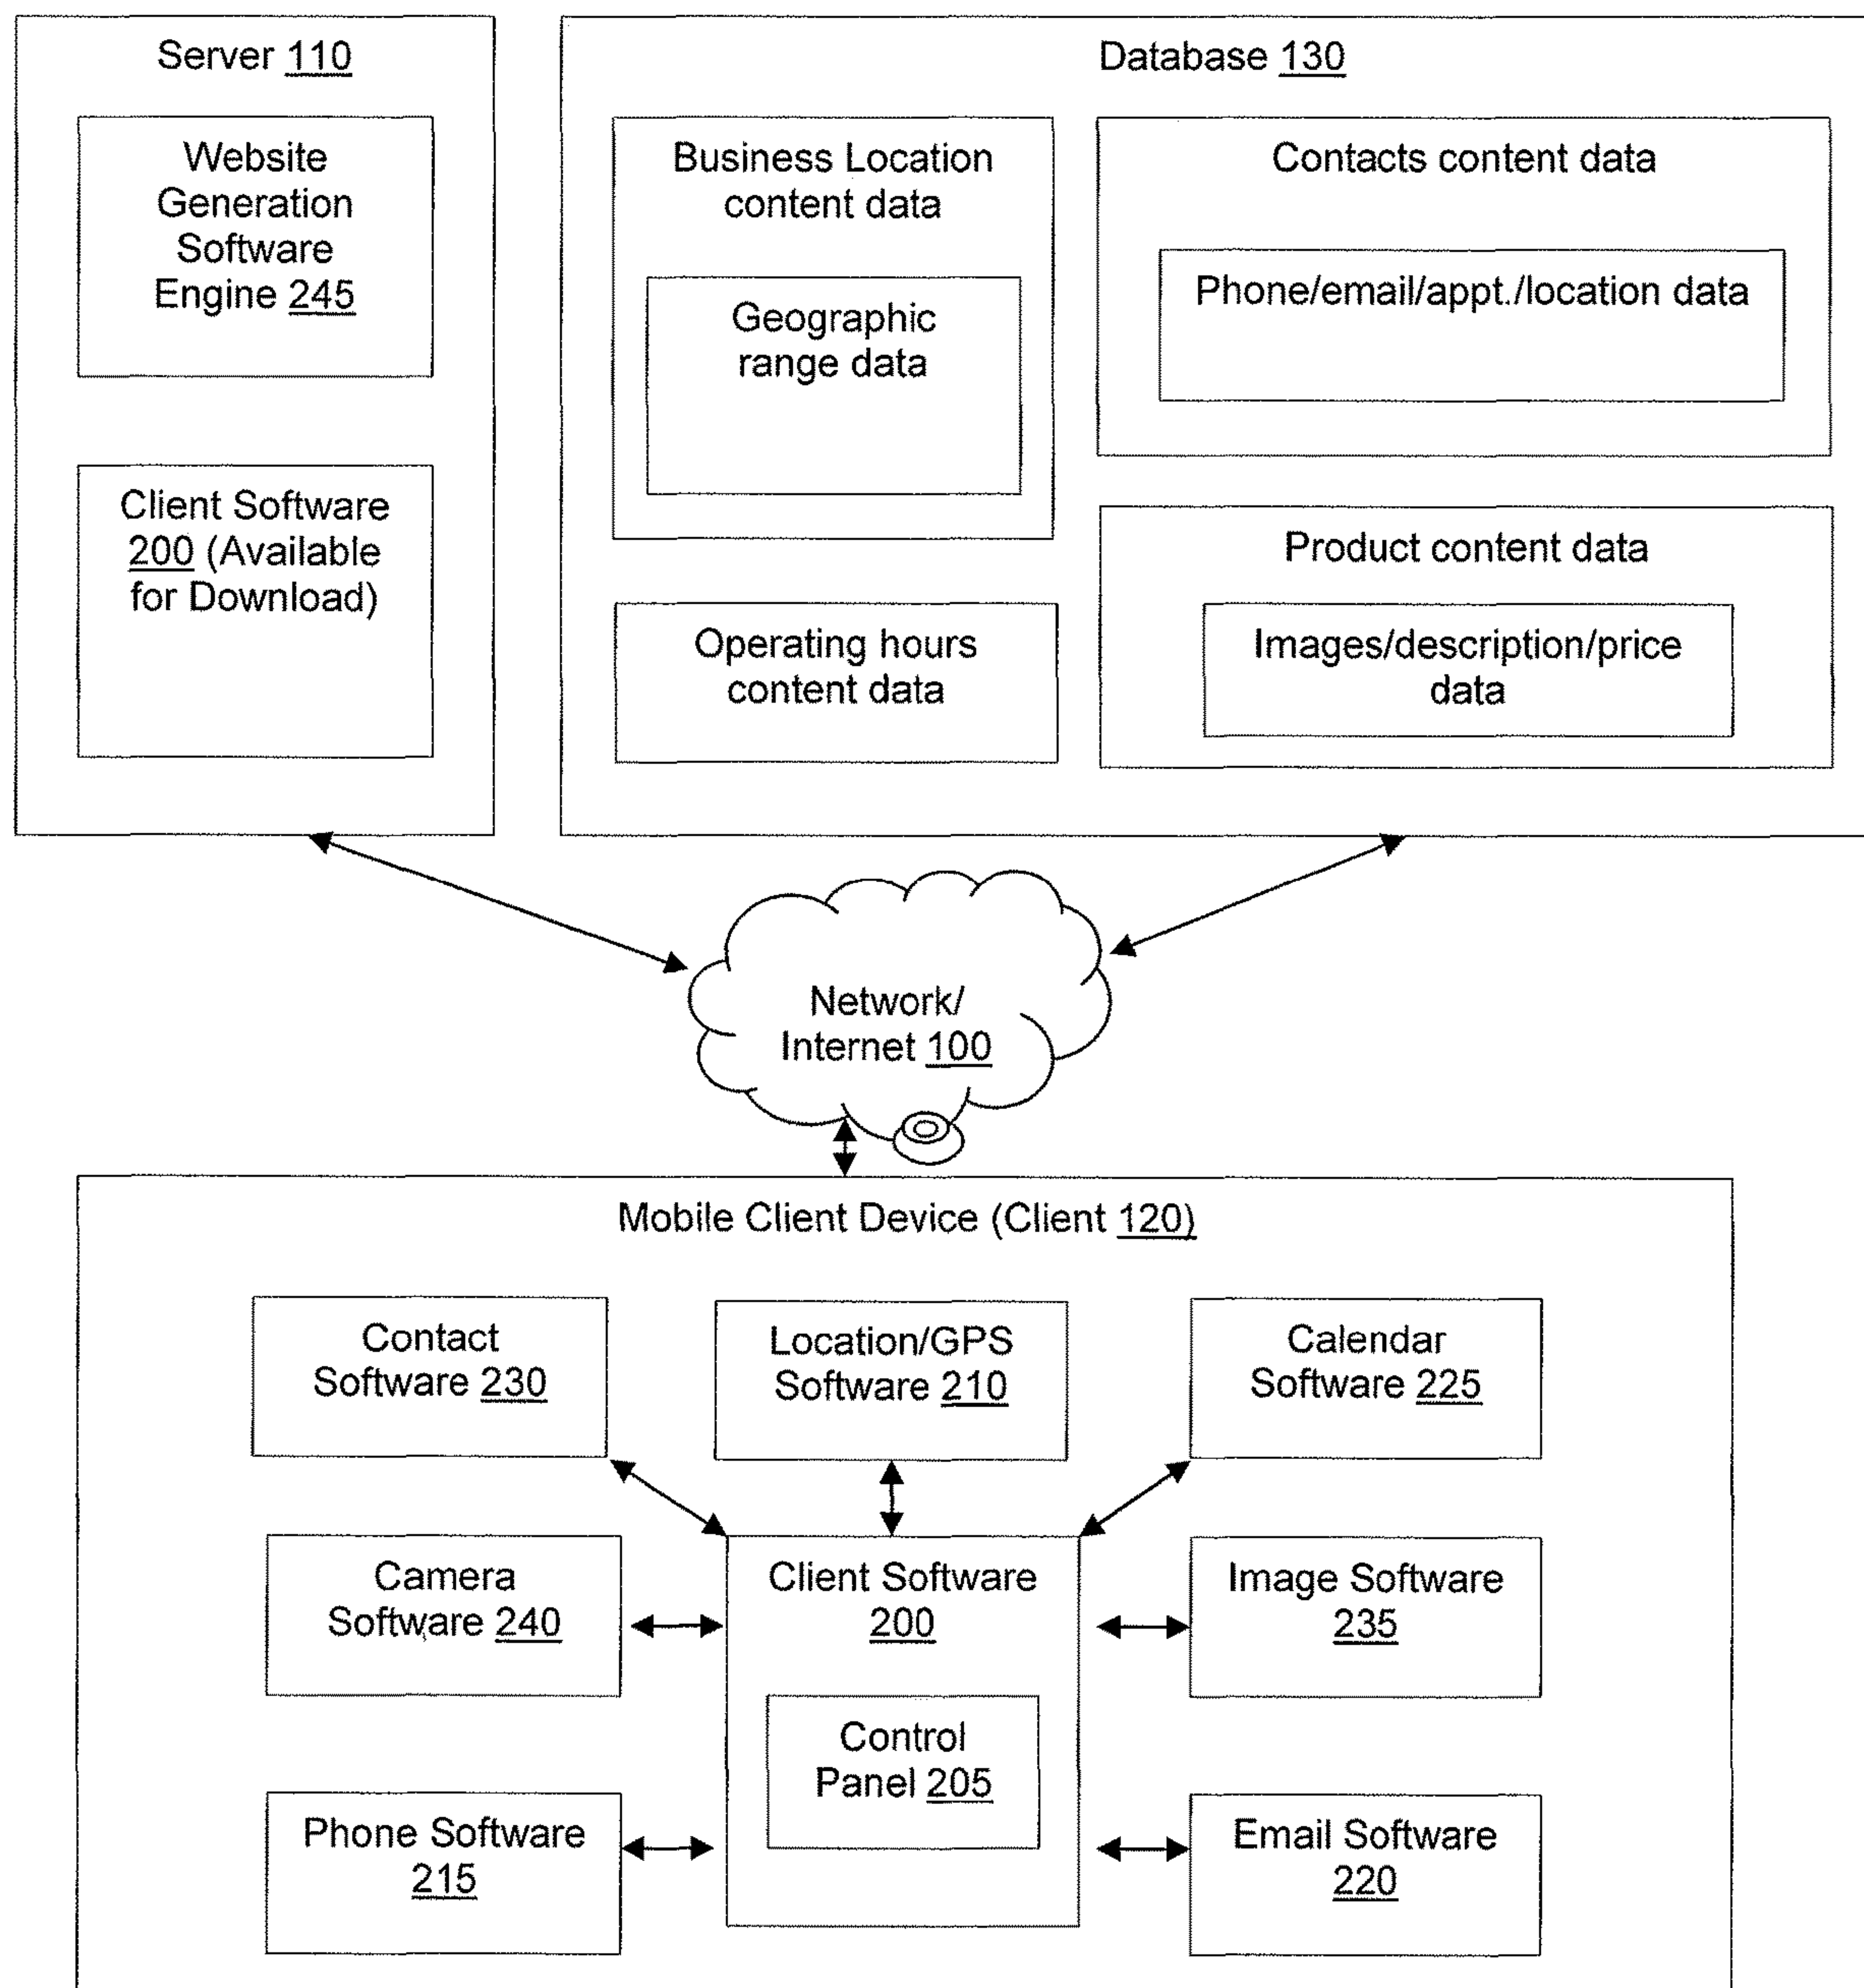 Server 110
Website
Generation
Software
Engine 245
Client Software
200 (Available
for Download)
Database 130
Business Location
content data
Geographic
range data
Operating hours
content data
Contacts content data
Phone/email/appt./location data
Product content data
Images/description/price
data
Network/
Internet 100
Mobile Client Device (Client 120)
Contact
Software 230
Location/GPS
Software 210
Calendar
Software 225
Camera
Software 240
Client Software
200
Image Software
235
Control
Panel 205
Phone Software
215
Email Software
220